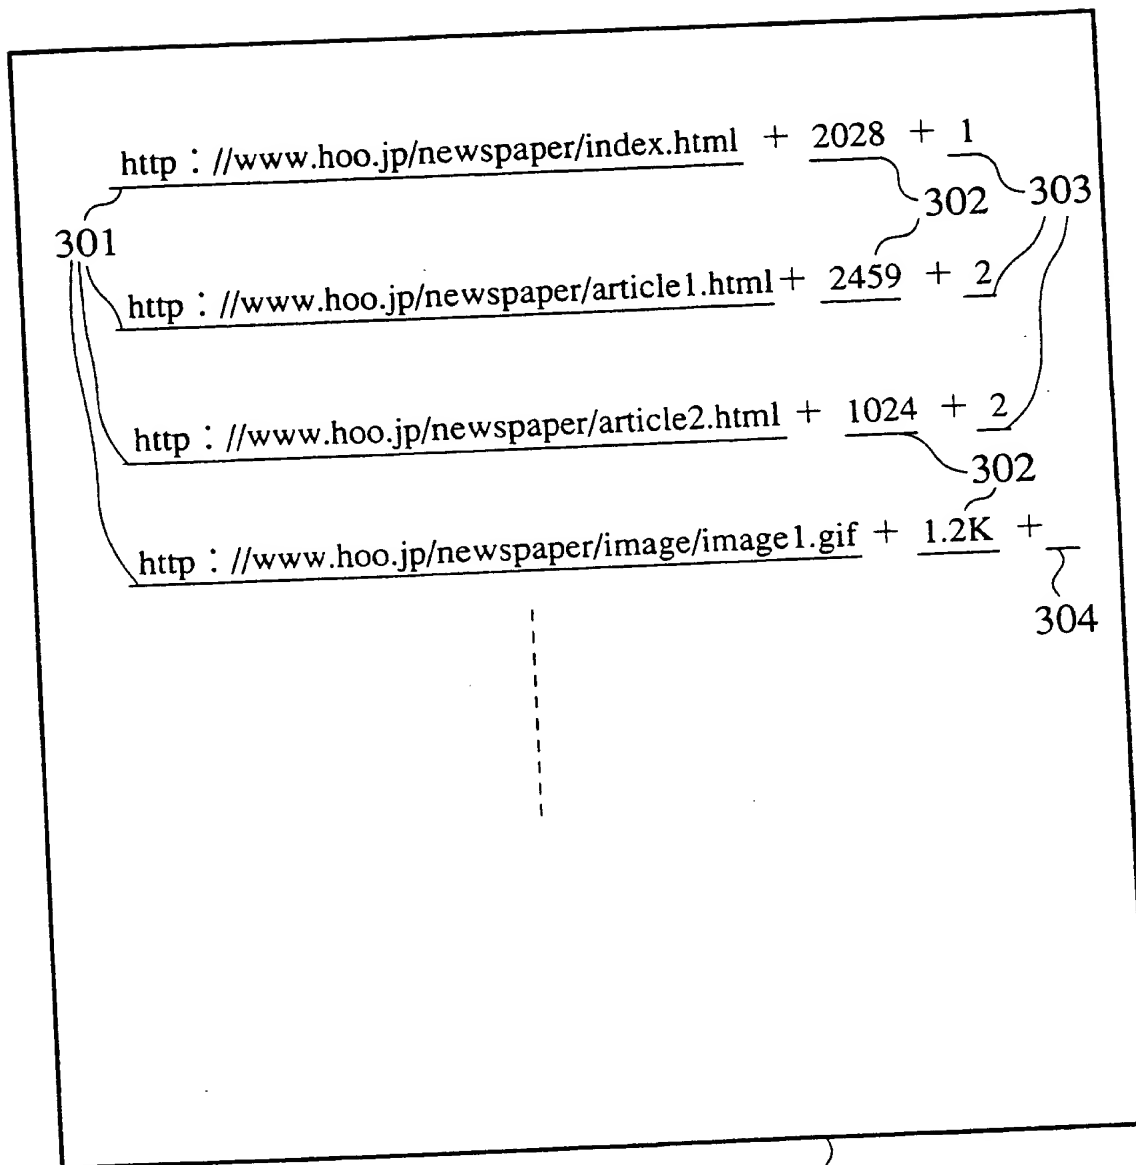 http : //www.hoo.jp/newspaper/index.html + 2028 + 1
302 303
301
http : //www.hoo.jp/newspaper/article1.html + 2459 + 2
http : //www.hoo.jp/newspaper/article2.html + 1024 + 2
302
http : //www.hoo.jp/newspaper/image/image1.gif + 1.2K +
304